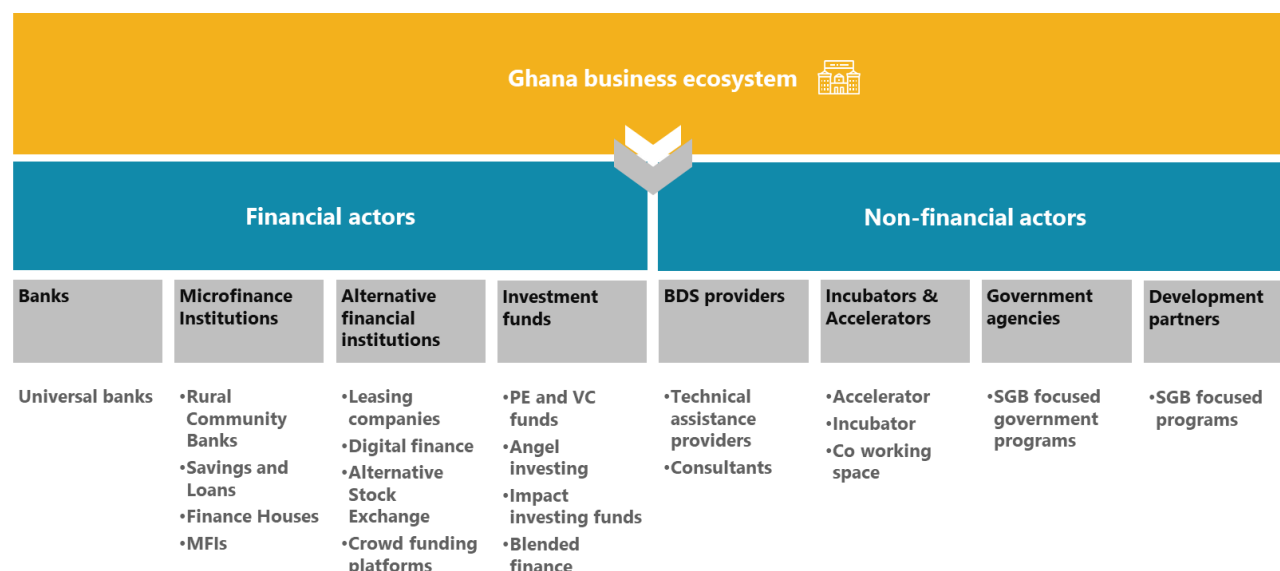 Ghana business ecosystem
Financial actors
Non-financial actors
Banks
Microfinance
Institutions
Alternative
financial
institutions
Investment
funds
BDS providers
Incubators &
Accelerators
Government
agencies
Development
partners
Universal banks
•Rural
Community
Banks
•Savings and
Loans
•Finance Houses
•MFIs
•Leasing
companies
•Digital finance
•Alternative
Stock
Exchange
•Crowd funding
platforms
•PE and VC
funds
•Angel
investing
•Impact
investing funds
•Blended
finance
•Technical
assistance
providers
•Consultants
•Accelerator
•Incubator
•Co working
space
•SGB focused
government
programs
•SGB focused
programs